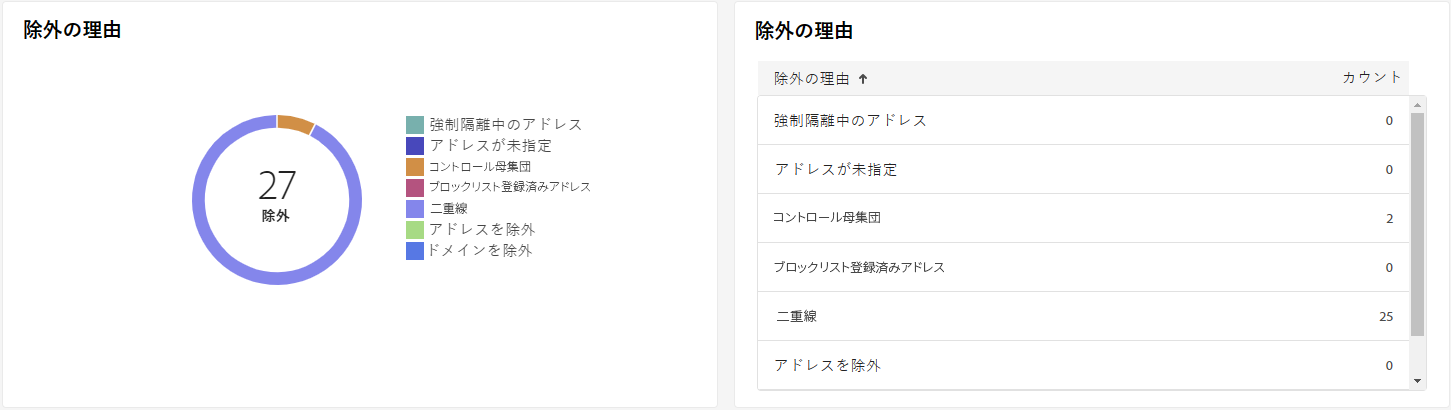 除外の理由
27
除外
強制隔離中のアドレス
アドレスが未指定
コントロール母集団
ブロックリスト登録済みアドレス
二重線
アドレスを除外
ドメインを除外
除外の理由
除外の理由 カウント
強制隔離中のアドレス 0
アドレスが未指定 0
コントロール母集団 2
ブロックリスト登録済みアドレス 0
二重線 25
アドレスを除外 0